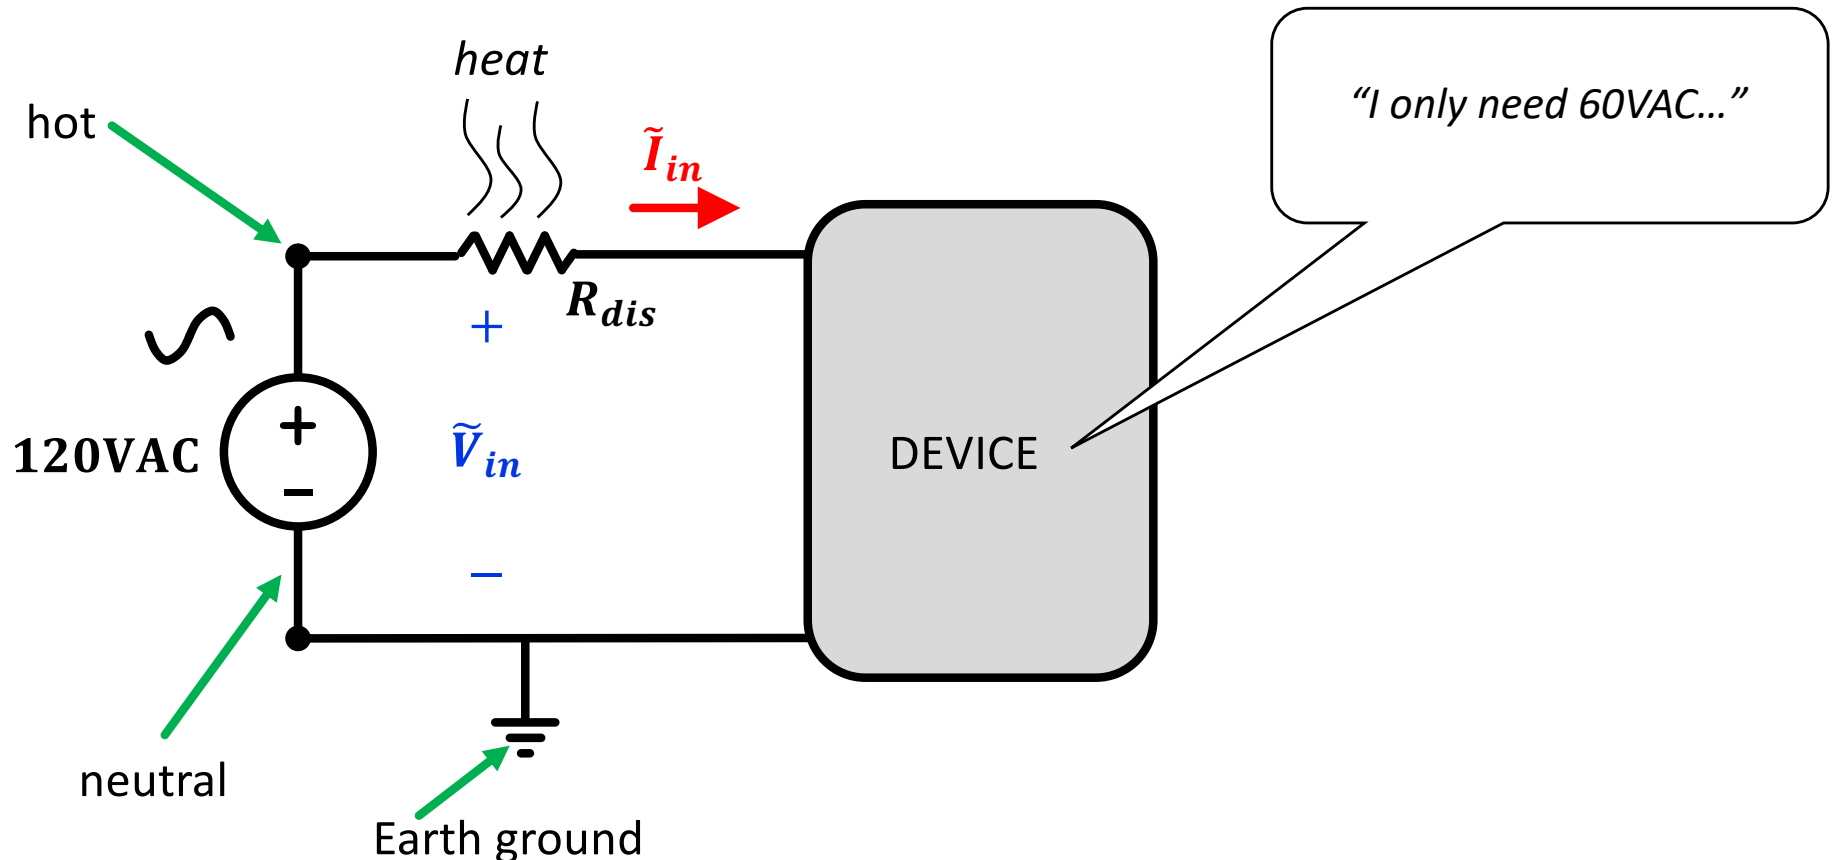 heat
“I only need 60VAC...”
hot
Ĩin
Rdis
+
120VAC
+
−
Ṽin
DEVICE
−
neutral
Earth ground